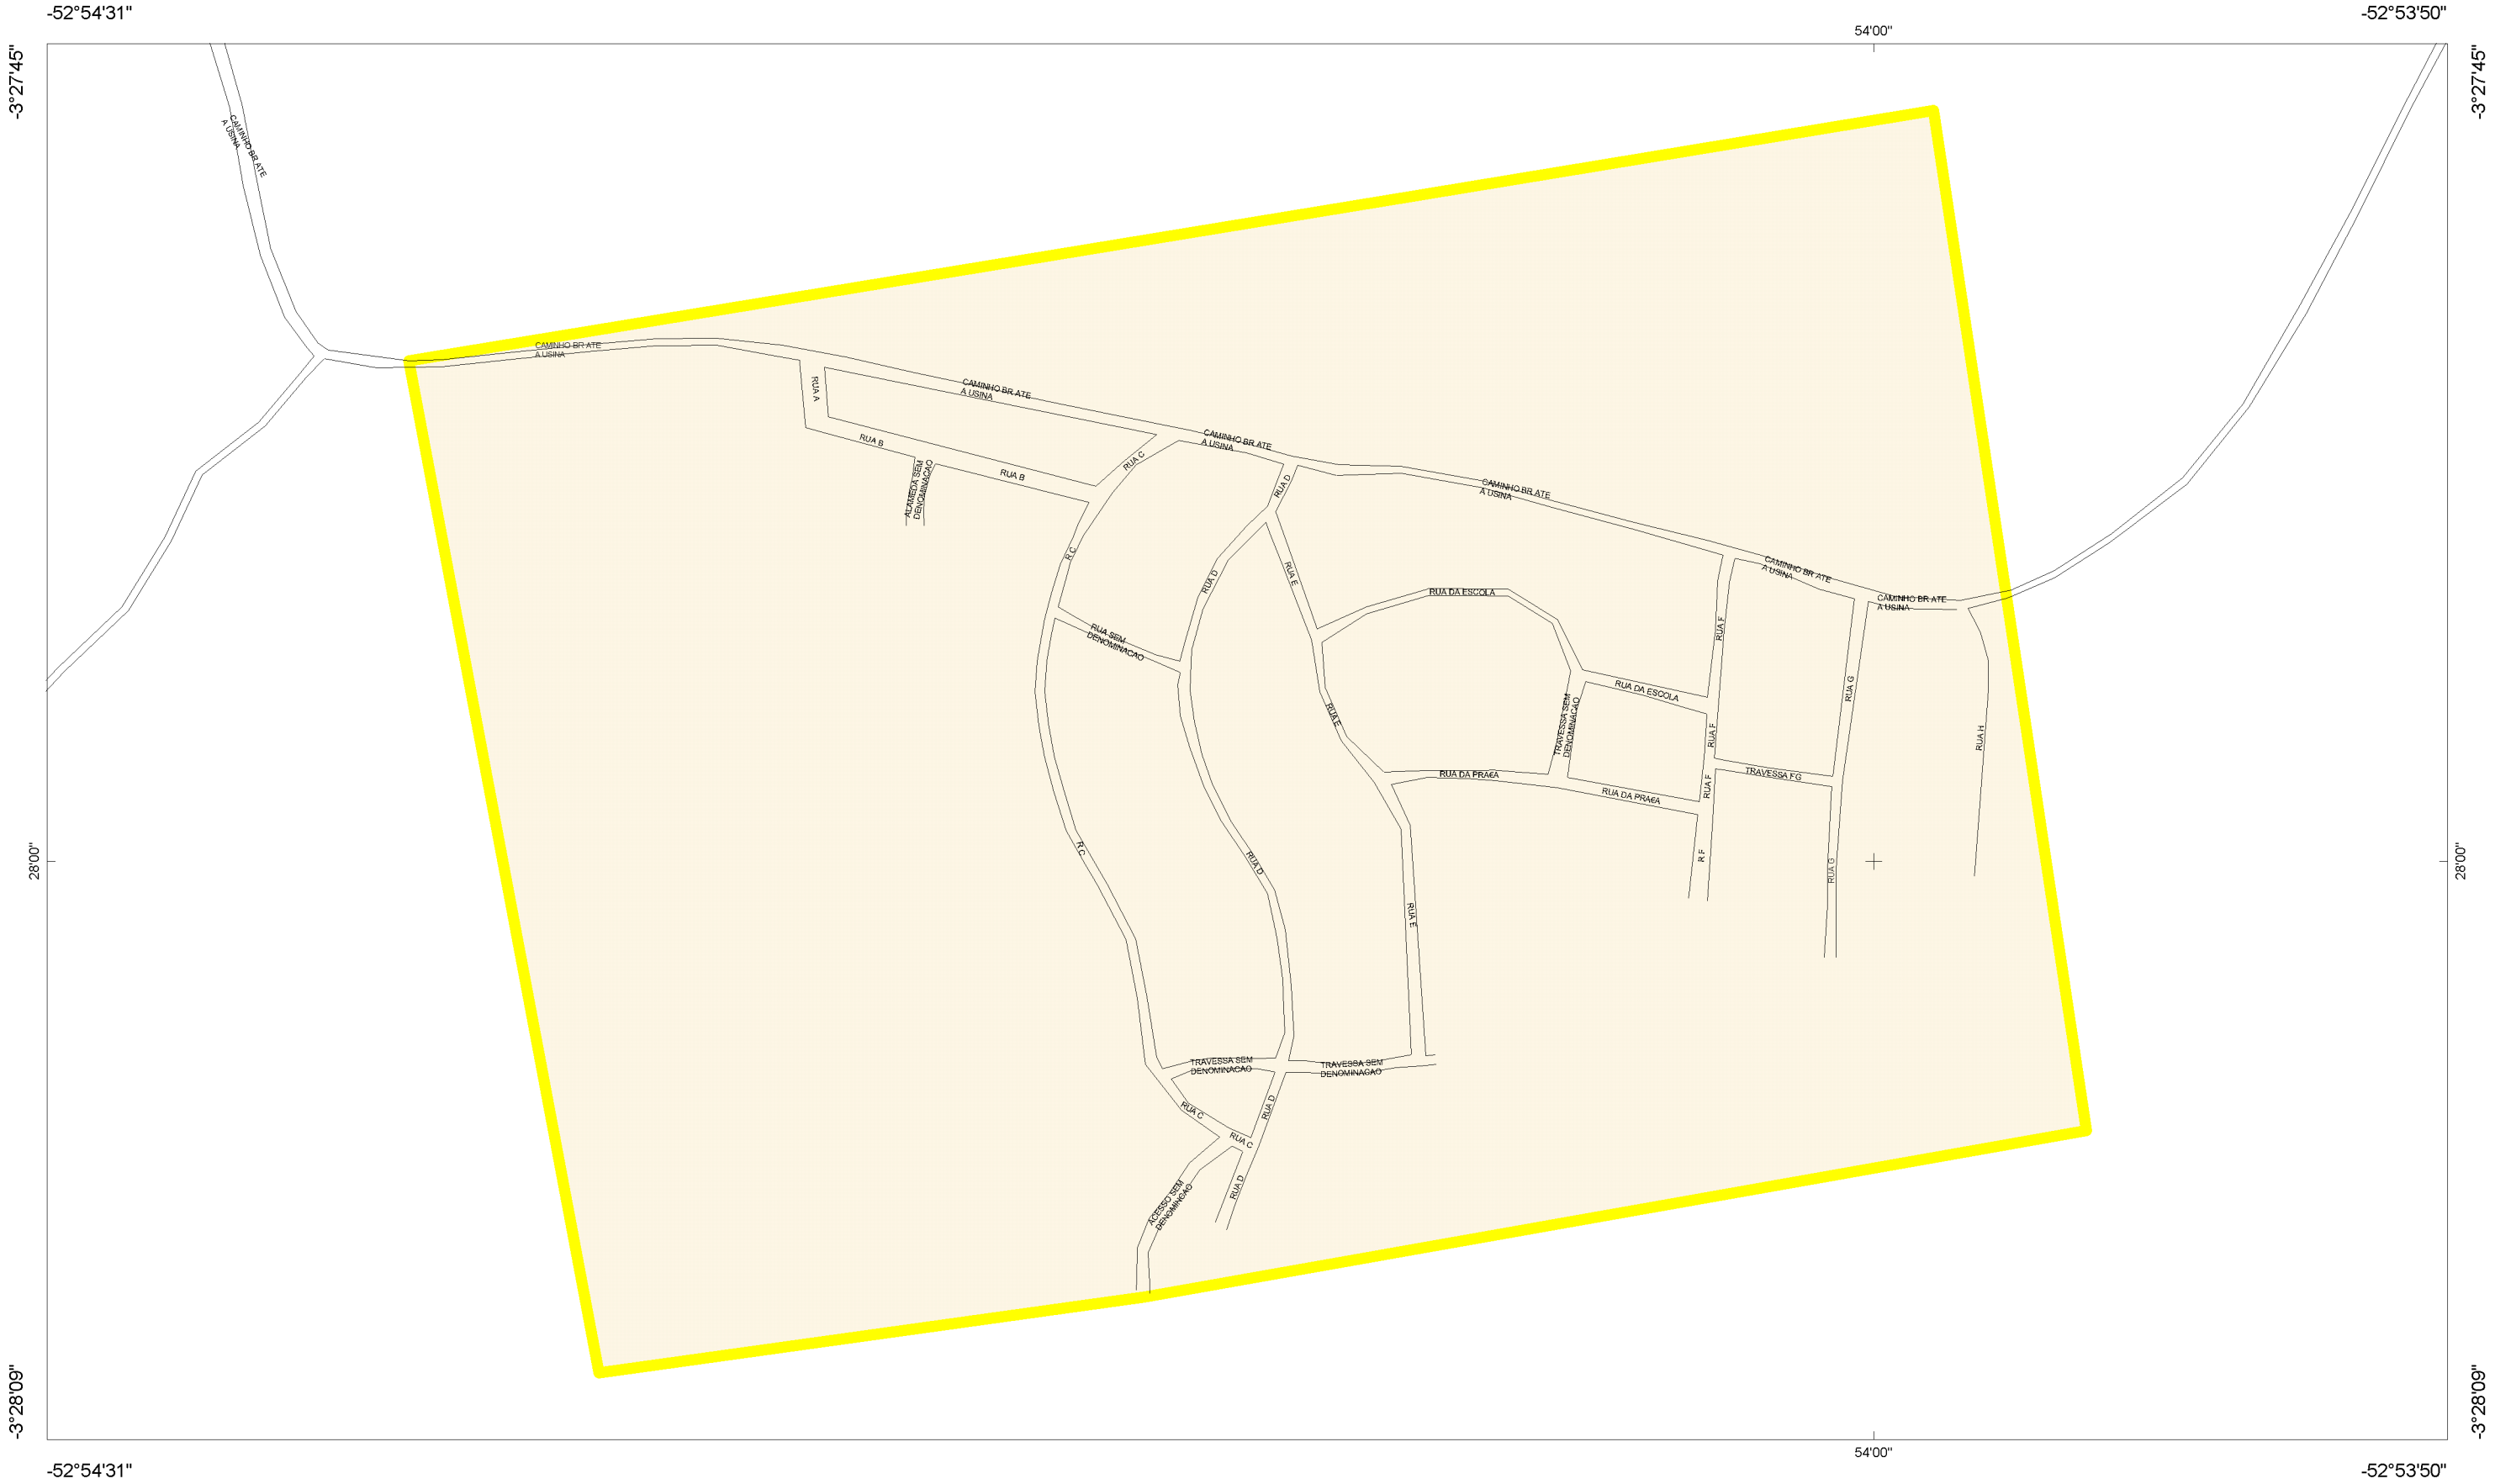 -52°54'31"
-52°53'50"
54'00"
-3°27'45"
-3°27'45"
CAMINHO BR ATE
A USINA
CAMINHO BR ATE
A USINA
RUA A
CAMINHO BR ATE
A USINA
CAMINHO BR ATE
A USINA
RUA B
RUA C
RUA B
ALAMEDA SEM
DENOMINACAO
RUA D
CAMINHO BR ATE
A USINA
R C
RUA D
RUA E
CAMINHO BR ATE
A USINA
RUA DA ESCOLA
CAMINHO BR ATE
A USINA
RUA SEM
DENOMINACAO
RUA F
RUA DA ESCOLA
RUA G
RUA E
TRAVESSA SEM
DENOMINACAO
RUA F
RUA H
RUA DA PRA€A
TRAVESSA FG
RUA F
RUA DA PRA€A
R C
RUA D
R F
RUA G
28'00"
28'00"
RUA E
TRAVESSA SEM
DENOMINACAO
TRAVESSA SEM
DENOMINACAO
RUA C
RUA D
RUA C
RUA D
ACESSO SEM
DENOMINCAO
-3°28'09"
-3°28'09"
54'00"
-52°54'31"
-52°53'50"